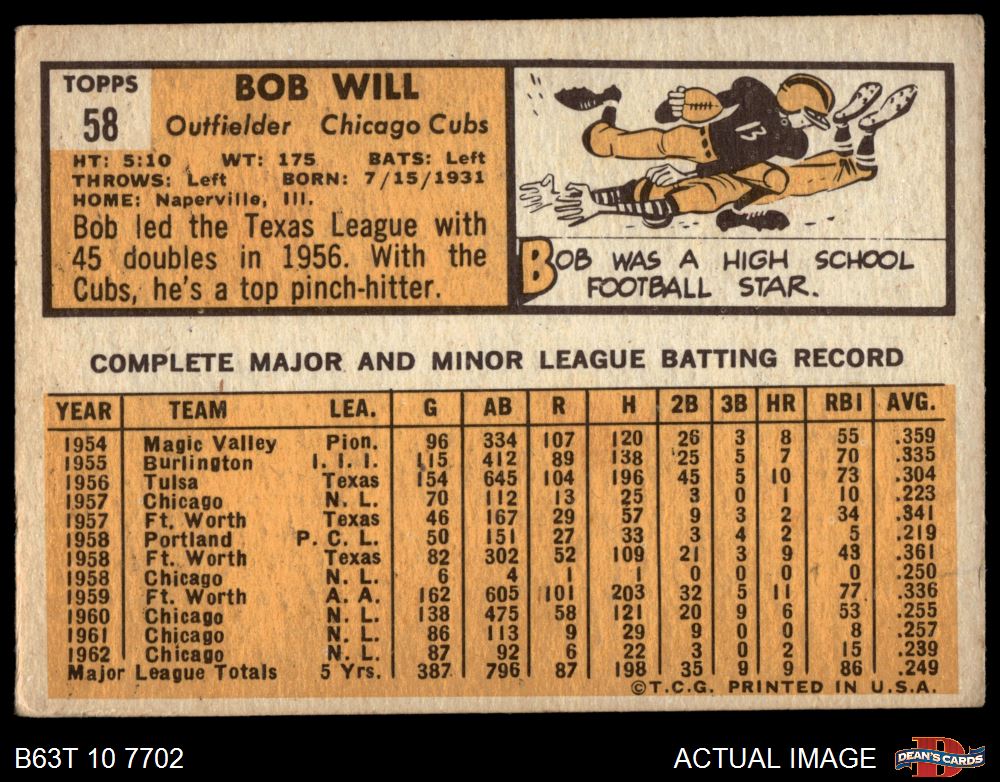 TOPPS
58
BOB WILL
Outfielder Chicago Cubs
HT: 5:10 WT: 175 BATS: Left
THROWS: Left BORN: 7/15/1931
HOME: Naperville, Ill.
Bob led the Texas League with
45 doubles in 1956. With the
Cubs, he's a top pinch-hitter.
13
BOB WAS A HIGH SCHOOL
FOOTBALL STAR.
COMPLETE MAJOR AND MINOR LEAGUE BATTING RECORD
YEAR TEAM LEA. G AB R H 2B 3B HR RBI AVG.
1954 Magic Valley Pion. 96 334 107 120 26 3 8 55 .359
1955 Burlington I. I. I. 115 412 89 138 25 5 7 70 .335
1956 Tulsa Texas 154 645 104 196 45 5 10 73 .304
1957 Chicago N. L. 70 112 13 25 3 0 1 10 .223
1957 Ft. Worth Texas 46 167 29 57 9 3 2 34 .341
1958 Portland P. C. L. 50 151 27 33 3 4 2 5 .219
1958 Ft. Worth Texas 82 302 52 109 21 3 9 43 .361
1958 Chicago N. L. 6 4 1 1 0 0 0 0 .250
1959 Ft. Worth A. A. 162 605 101 203 32 5 11 77 .336
1960 Chicago N. L. 138 475 58 121 20 9 6 53 .255
1961 Chicago N. L. 86 113 9 29 9 0 0 8 .257
1962 Chicago N. L. 87 92 6 22 3 0 2 15 .239
Major League Totals 5 Yrs. 387 796 87 198 35 9 9 86 .249
©T.C.G. PRINTED IN U.S.A.
B63T 10 7702
ACTUAL IMAGE
D
DEAN'S CARDS